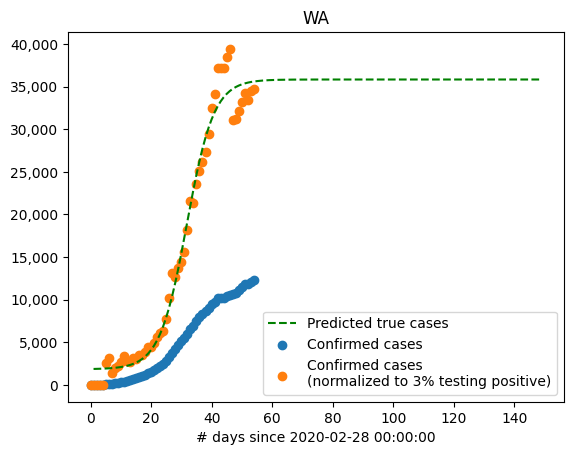 WA
40,000
35,000
30,000
25,000
20,000
15,000
10,000
5,000
0
Predicted true cases
Confirmed cases
Confirmed cases
(normalized to 3% testing positive)
0 20 40 60 80 100 120 140
# days since 2020-02-28 00:00:00